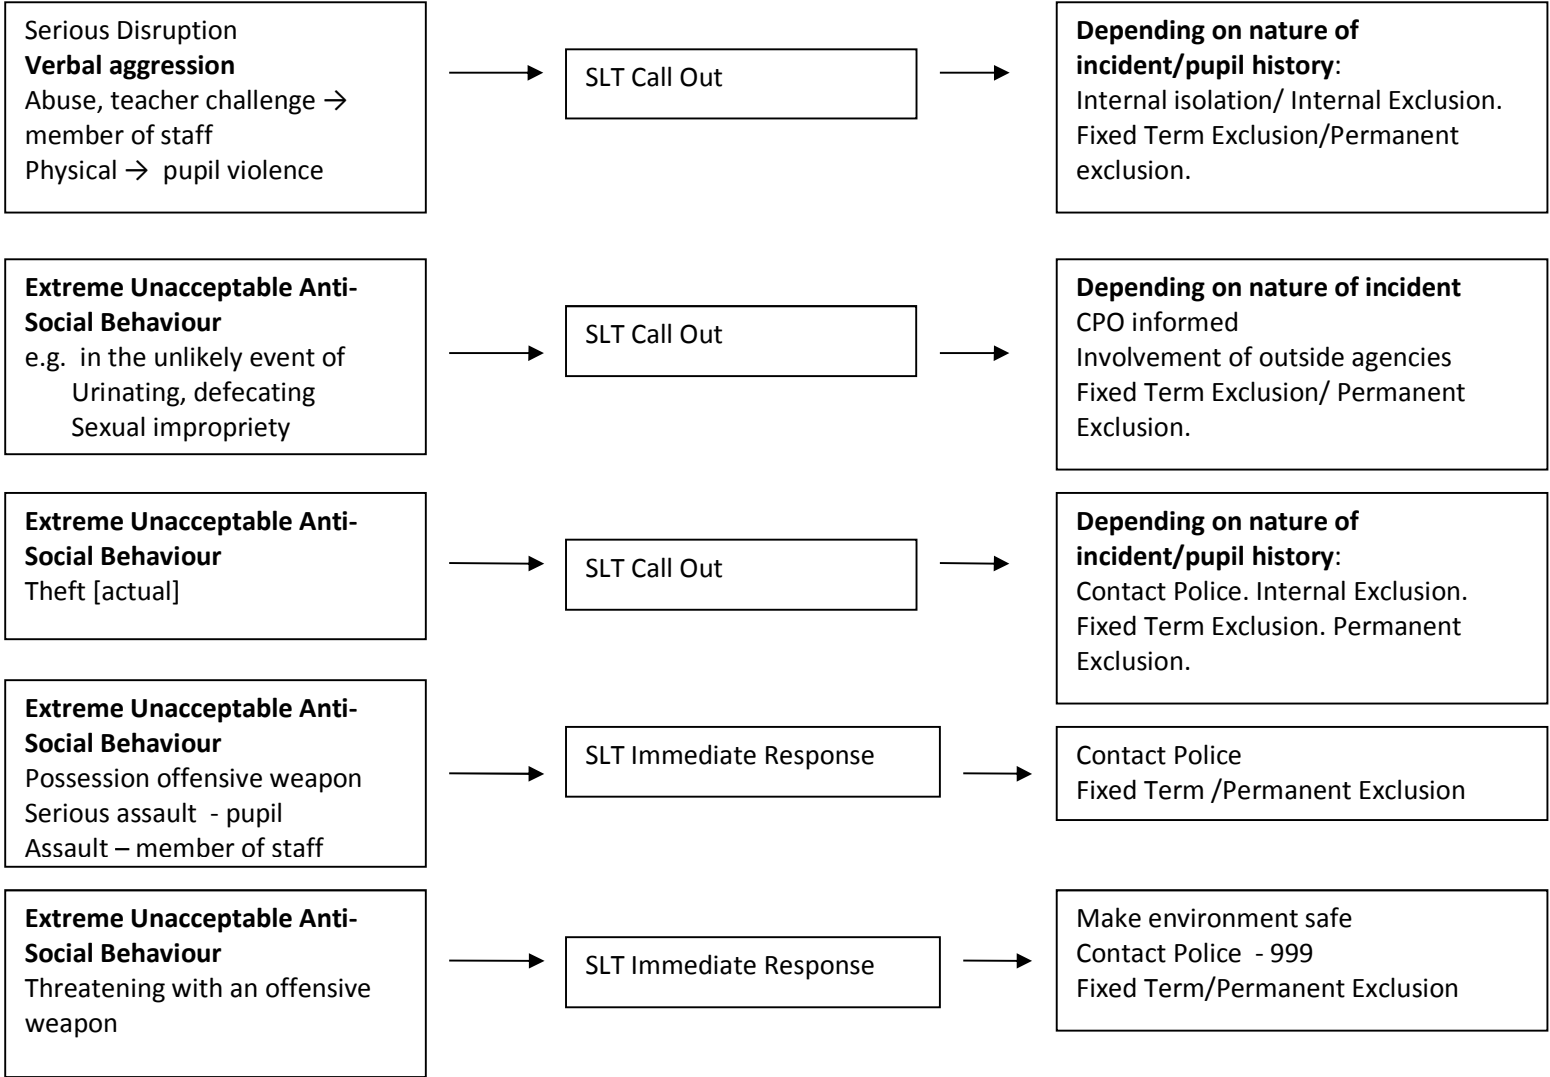 Serious Disruption
Verbal aggression
Abuse, teacher challenge →
member of staff
Physical → pupil violence
SLT Call Out
Depending on nature of
incident/pupil history:
Internal isolation/ Internal Exclusion.
Fixed Term Exclusion/Permanent
exclusion.
Extreme Unacceptable Anti-
Social Behaviour
e.g. in the unlikely event of
Urinating, defecating
Sexual impropriety
SLT Call Out
Depending on nature of incident
CPO informed
Involvement of outside agencies
Fixed Term Exclusion/ Permanent
Exclusion.
Extreme Unacceptable Anti-
Social Behaviour
Theft [actual]
SLT Call Out
Depending on nature of
incident/pupil history:
Contact Police. Internal Exclusion.
Fixed Term Exclusion. Permanent
Exclusion.
Extreme Unacceptable Anti-
Social Behaviour
Possession offensive weapon
Serious assault - pupil
Assault – member of staff
SLT Immediate Response
Contact Police
Fixed Term /Permanent Exclusion
Extreme Unacceptable Anti-
Social Behaviour
Threatening with an offensive
weapon
SLT Immediate Response
Make environment safe
Contact Police - 999
Fixed Term/Permanent Exclusion